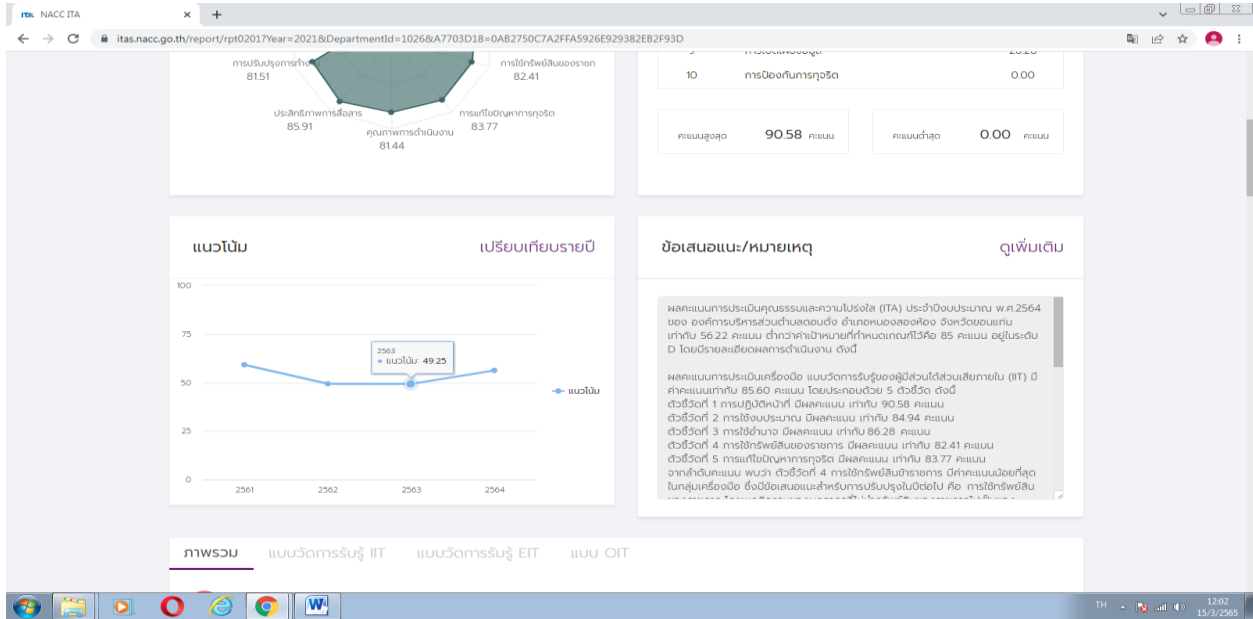 NACC ITA
itas.nacc.go.th/report/rpt0201?Year=2021&DepartmentId=1026&A7703D18=0AB2750C7A2FFA5926E929382EB2F93D
การปรับปรุงการทำงาน
81.51
การใช้ทรัพย์สินของราชก
82.41
ประสิทธิภาพการสื่อสาร
85.91
การแก้ไขปัญหาการทุจริต
83.77
คุณภาพการดำเนินงาน
81.44
10 การป้องกันการทุจริต 0.00
คะแนนสูงสุด 90.58 คะแนน
คะแนนต่ำสุด 0.00 คะแนน
แนวโน้ม เปรียบเทียบรายปี
100
75
50
25
0
2561 2562 2563 2564
2563
แนวโน้ม: 49.25
แนวโน้ม
ข้อเสนอแนะ/หมายเหตุ ดูเพิ่มเติม
ผลคะแนนการประเมินคุณธรรมและความโปร่งใส (ITA) ประจำปีงบประมาณ พ.ศ.2564
ของ องค์การบริหารส่วนตำบลดอนดั่ง อำเภอหนองสองห้อง จังหวัดขอนแก่น
เท่ากับ 56.22 คะแนน ต่ำกว่าค่าเป้าหมายที่กำหนดเกณฑ์ไว้คือ 85 คะแนน อยู่ในระดับ
D โดยมีรายละเอียดผลการดำเนินงาน ดังนี้
ผลคะแนนการประเมินเครื่องมือ แบบวัดการรับรู้ของผู้มีส่วนได้ส่วนเสียภายใน (IIT) มี
ค่าคะแนนเท่ากับ 85.60 คะแนน โดยประกอบด้วย 5 ตัวชี้วัด ดังนี้
ตัวชี้วัดที่ 1 การปฏิบัติหน้าที่ มีผลคะแนน เท่ากับ 90.58 คะแนน
ตัวชี้วัดที่ 2 การใช้งบประมาณ มีผลคะแนน เท่ากับ 84.94 คะแนน
ตัวชี้วัดที่ 3 การใช้อำนาจ มีผลคะแนน เท่ากับ 86.28 คะแนน
ตัวชี้วัดที่ 4 การใช้ทรัพย์สินของราชการ มีผลคะแนน เท่ากับ 82.41 คะแนน
ตัวชี้วัดที่ 5 การแก้ไขปัญหาการทุจริต มีผลคะแนน เท่ากับ 83.77 คะแนน
จากลำดับคะแนน พบว่า ตัวชี้วัดที่ 4 การใช้ทรัพย์สินข้าราชการ มีค่าคะแนนน้อยที่สุด
ในกลุ่มเครื่องมือ ซึ่งมีข้อเสนอแนะสำหรับการปรับปรุงในปีต่อไป คือ การใช้ทรัพย์สิน
ภาพรวม แบบวัดการรับรู้ IIT แบบวัดการรับรู้ EIT แบบ OIT
TH 12:02
15/3/2565